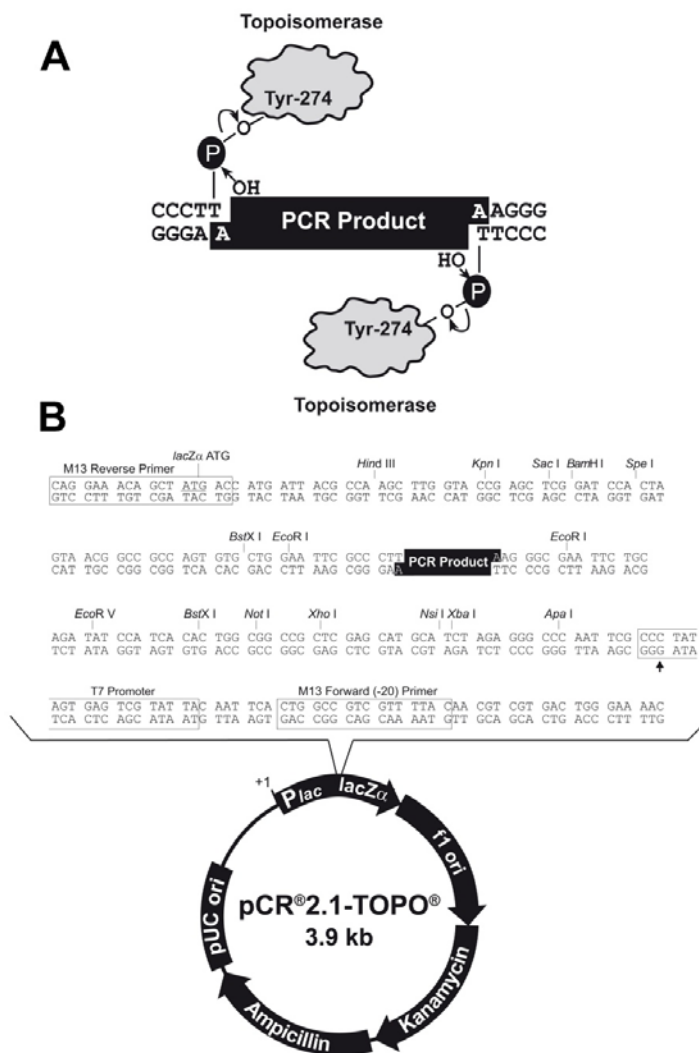 A
Topoisomerase
Tyr-274
O
P
OH
CCCTT PCR Product AAGGG
GGGAA TTCCC
HO
P
O
Tyr-274
Topoisomerase
B
lacZα ATG
M13 Reverse Primer Hind III Kpn I Sac I BamH I Spe I
CAG GAA ACA GCT ATG ACC ATG ATT ACG CCA AGC TTG GTA CCG AGC TCG GAT CCA CTA
GTC CTT TGT CGA TAC TGG TAC TAA TGC GGT TCG AAC CAT GGC TCG AGC CTA GGT GAT
BstX I EcoR I EcoR I
GTA ACG GCC GCC AGT GTG CTG GAA TTC GCC CTT PCR Product AAG GGC GAA TTC TGC
CAT TGC CGG CGG TCA CAC GAC CTT AAG CGG GAA TTC CCG CTT AAG ACG
EcoR V BstX I Not I Xho I Nsi I Xba I Apa I
AGA TAT CCA TCA CAC TGG CGG CCG CTC GAG CAT GCA TCT AGA GGG CCC AAT TCG CCC TAT
TCT ATA GGT AGT GTG ACC GCC GGC GAG CTC GTA CGT AGA TCT CCC GGG TTA AGC GGG ATA
T7 Promoter M13 Forward (-20) Primer
AGT GAG TCG TAT TAC AAT TCA CTG GCC GTC GTT TTA CAA CGT CGT GAC TGG GAA AAC
TCA CTC AGC ATA ATG TTA AGT GAC CGG CAG CAA AAT GTT GCA GCA CTG ACC CTT TTG
+1
Plac lacZα
f1 ori
pUC ori
pCR®2.1-TOPO®
3.9 kb
Kanamycin
Ampicillin